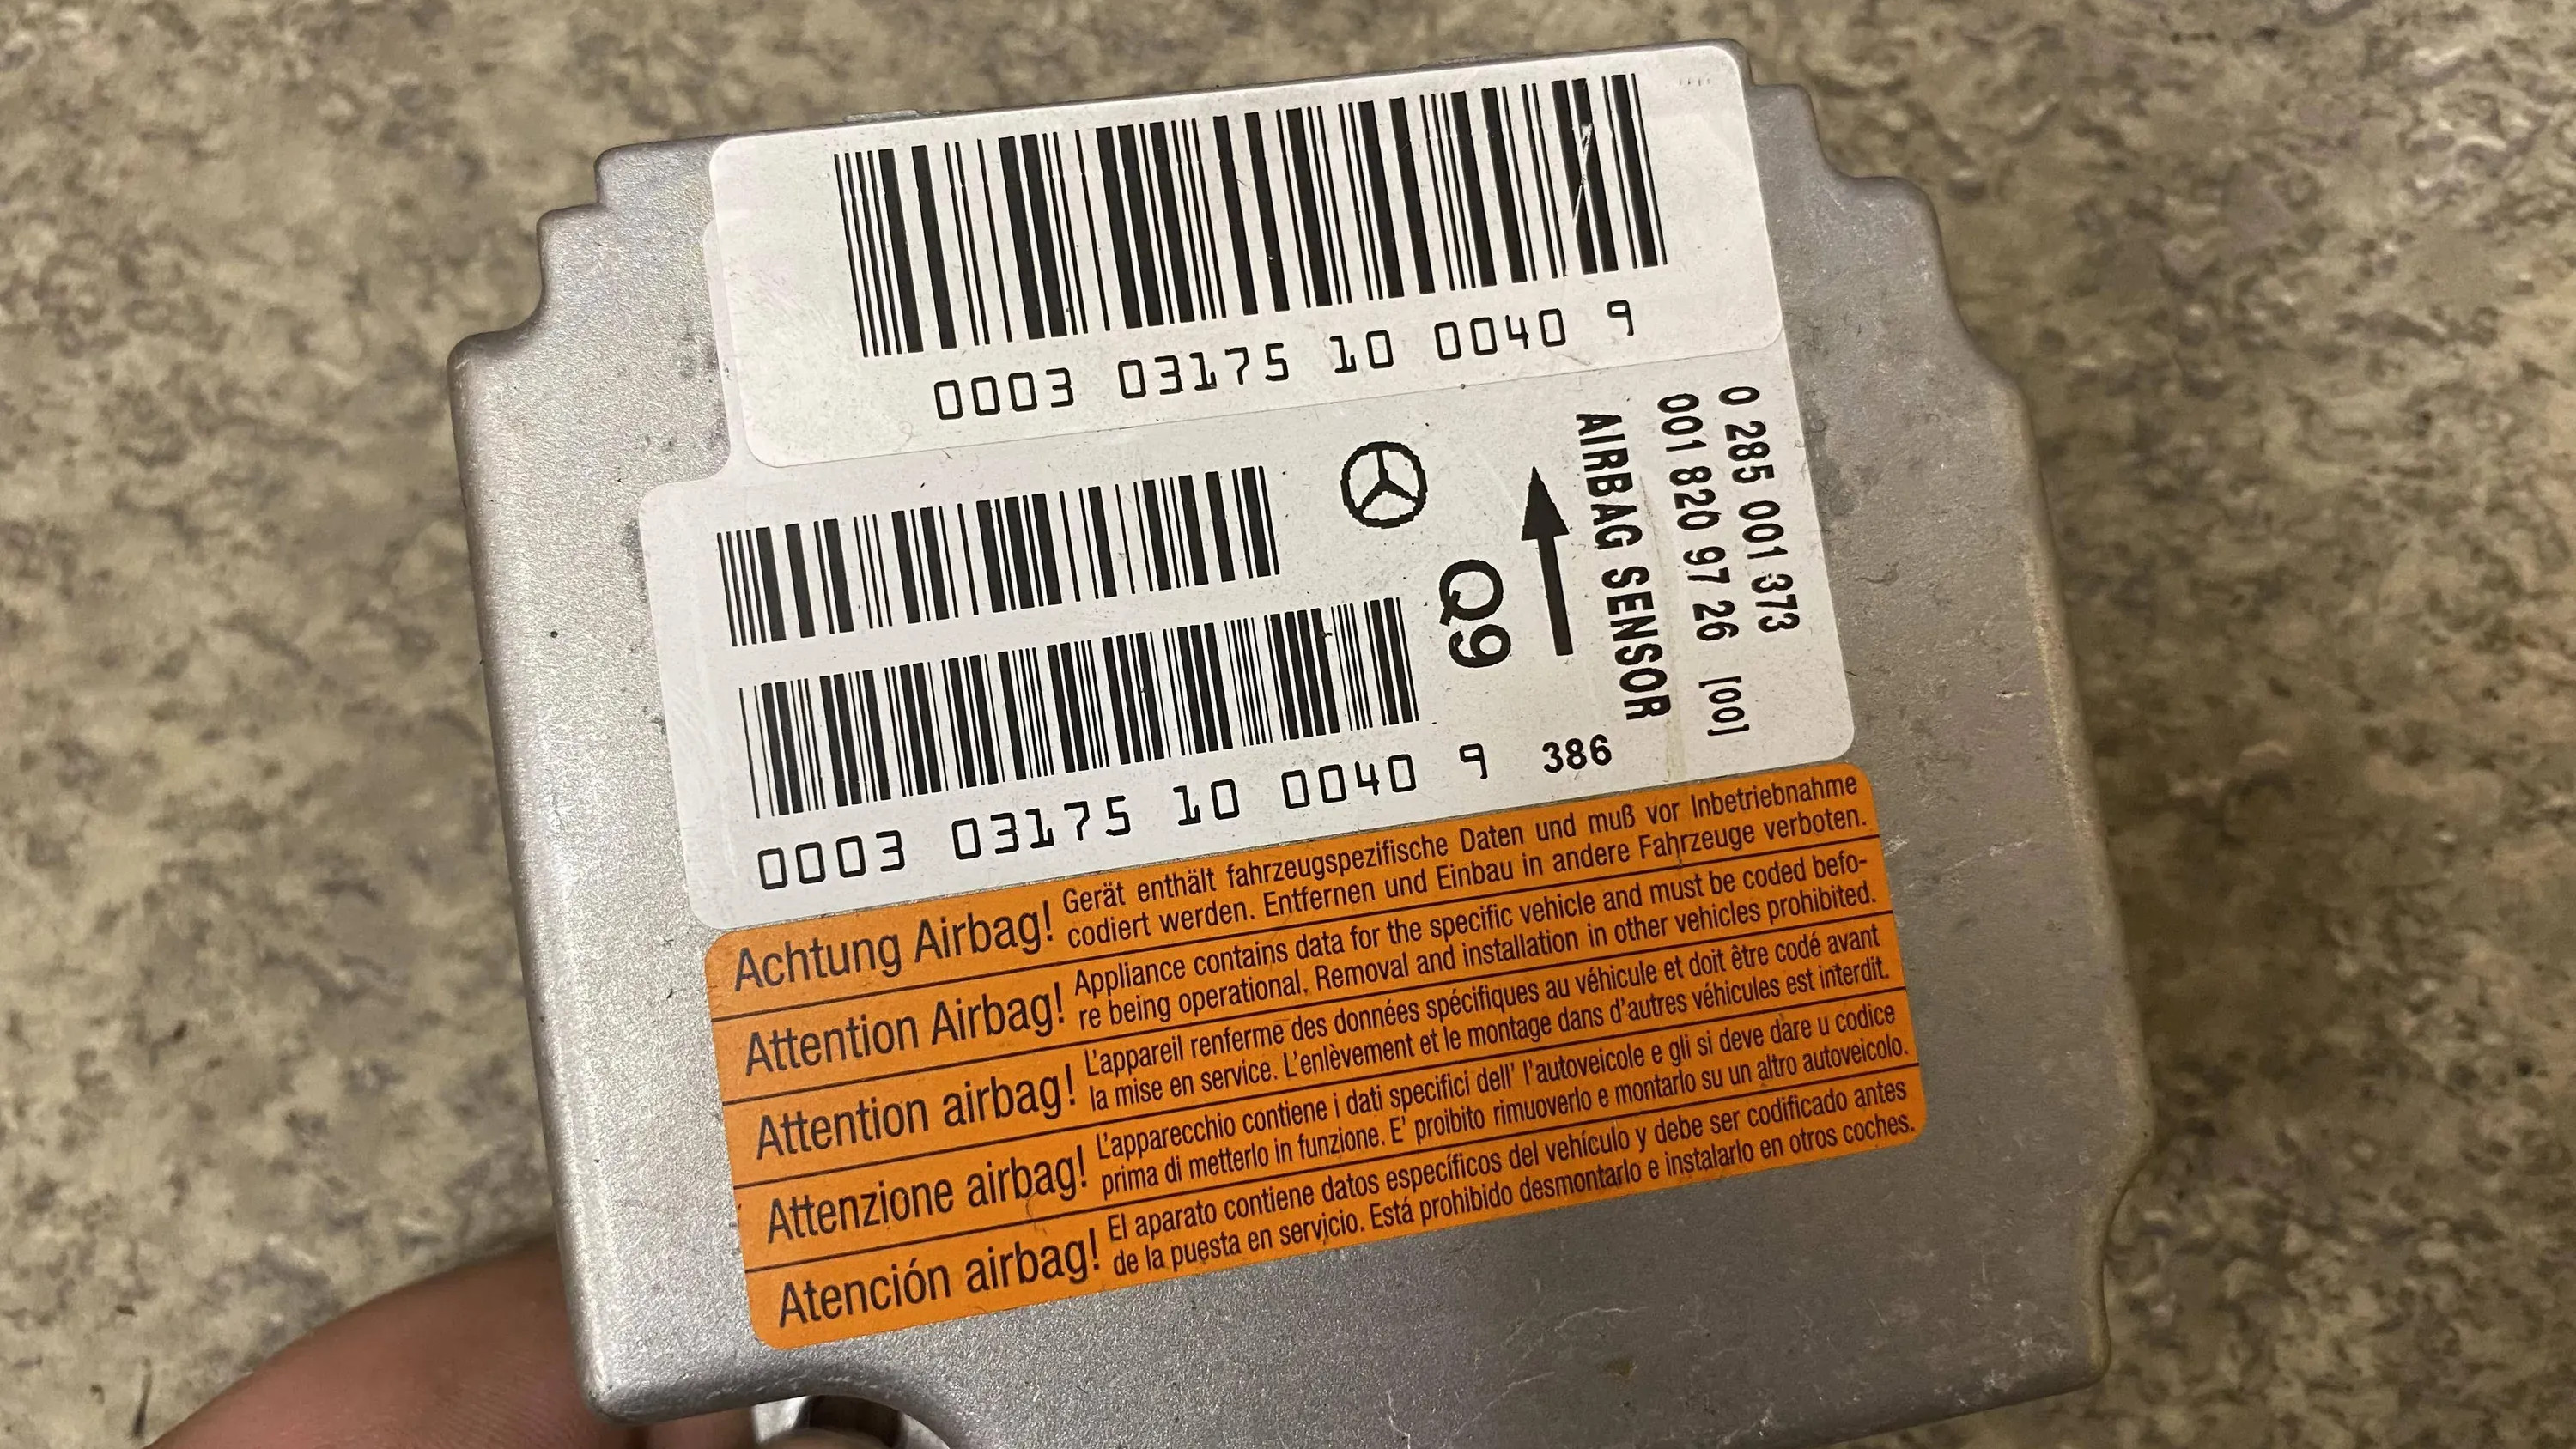 0003 03175 10 0040 9
0 285 001 373
001 820 97 26 [00]
AIRBAG SENSOR
Q9
0003 03175 10 0040 9 386
Achtung Airbag! Gerät enthält fahrzeugspezifische Daten und muß vor Inbetriebnahme
codiert werden. Entfernen und Einbau in andere Fahrzeuge verboten.
Attention Airbag! Appliance contains data for the specific vehicle and must be coded befo-
re being operational. Removal and installation in other vehicles prohibited.
Attention airbag! L'appareil renferme des données spécifiques au véhicule et doit être codé avant
la mise en service. L'enlèvement et le montage dans d'autres véhicules est interdit.
Attenzione airbag! L'apparecchio contiene i dati specifici dell' l'autoveicole e gli si deve dare u codice
prima di metterlo in funzione. E' proibito rimuoverlo e montarlo su un altro autoveicolo.
Atención airbag! El aparato contiene datos específicos del vehículo y debe ser codificado antes
de la puesta en servicio. Está prohibido desmontarlo e instalarlo en otros coches.